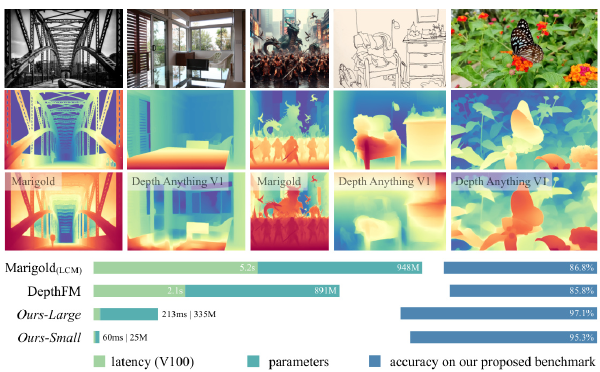 Marigold
Depth Anything V1
Marigold
Depth Anything V1
Depth Anything V1
Marigold(LCM) 5.2s 948M 86.8%
DepthFM 2.1s 891M 85.8%
Ours-Large 213ms | 335M 97.1%
Ours-Small 60ms | 25M 95.3%
latency (V100) parameters accuracy on our proposed benchmark